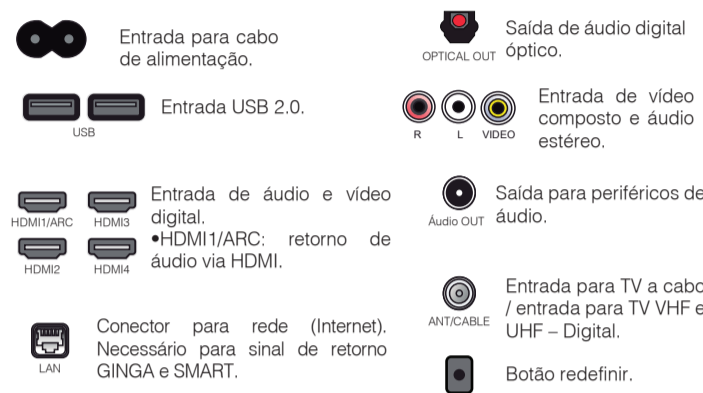 Entrada para cabo
de alimentação.
USB
Entrada USB 2.0.
HDMI1/ARC
HDMI3
HDMI2
HDMI4
Entrada de áudio e vídeo
digital.
•HDMI1/ARC: retorno de
áudio via HDMI.
LAN
Conector para rede (Internet).
Necessário para sinal de retorno
GINGA e SMART.
OPTICAL OUT
Saída de áudio digital
óptico.
R L VIDEO
Entrada de vídeo
composto e áudio
estéreo.
Áudio OUT
Saída para periféricos de
áudio.
ANT/CABLE
Entrada para TV a cabo
/ entrada para TV VHF e
UHF – Digital.
Botão redefinir.